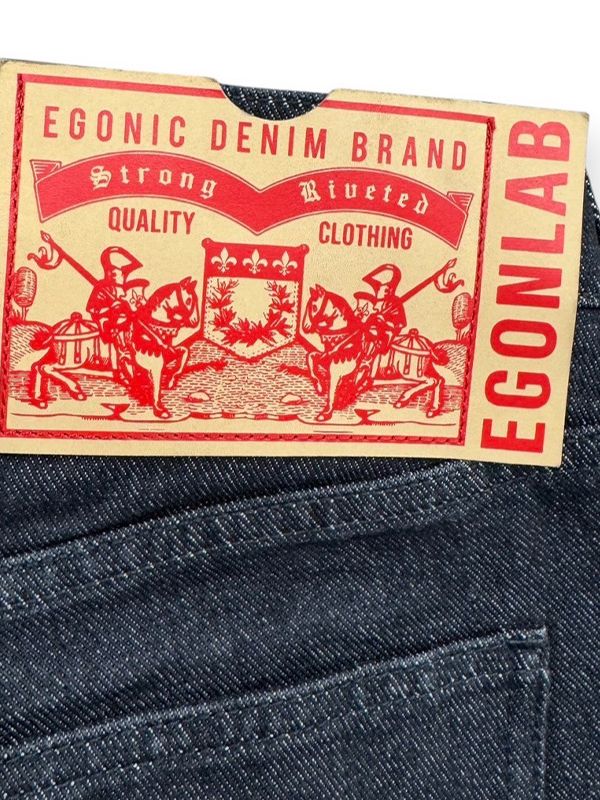 EGONIC DENIM BRAND
Strong Riveted
QUALITY CLOTHING
EGONLAB